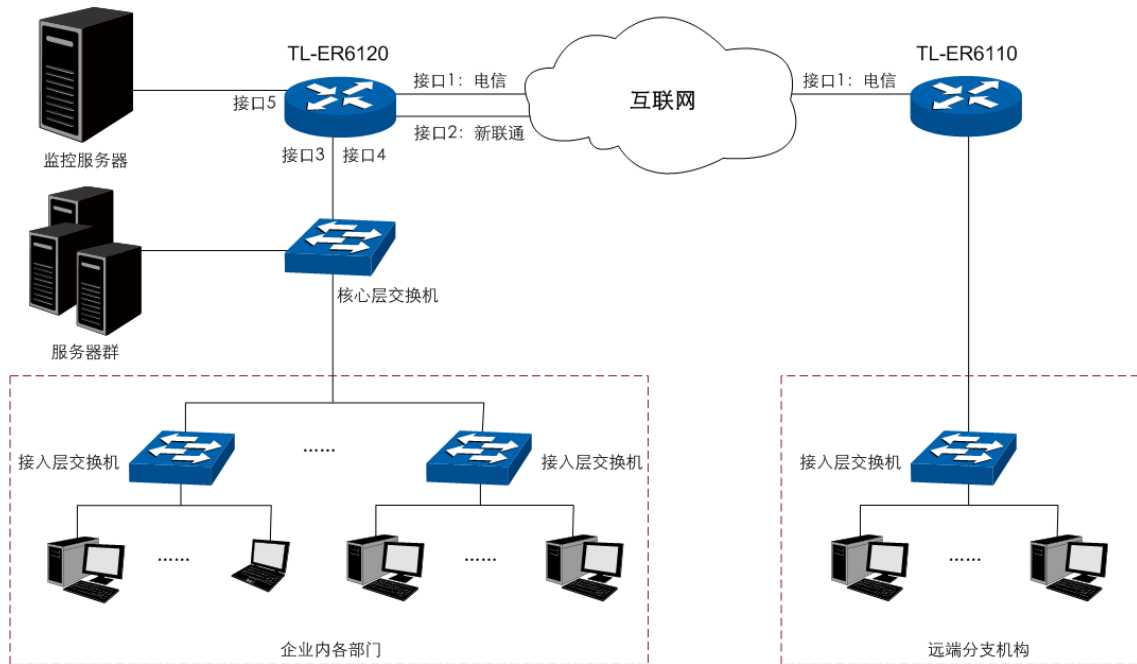 TL-ER6120
TL-ER6110
接口1：电信
接口1：电信
互联网
接口5
接口2：新联通
监控服务器
接口3
接口4
核心层交换机
服务器群
接入层交换机
……
接入层交换机
接入层交换机
……
……
……
企业内各部门
远端分支机构